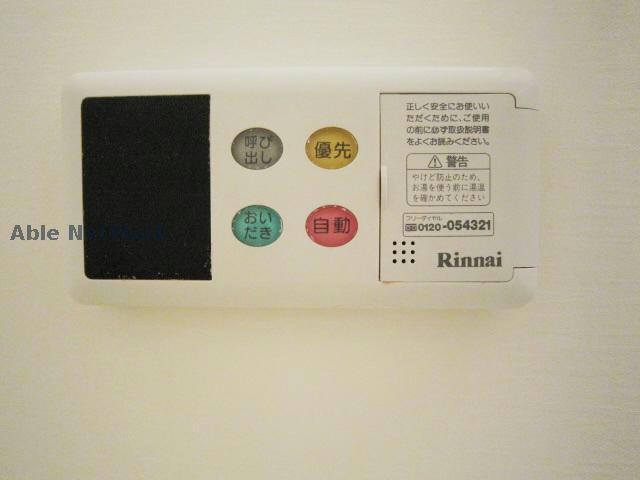 呼び
出し
優先
おい
だき
自動
正しく安全にお使いい
ただくために、ご使用
の前に必ず取扱説明書
をよくお読みください。
警告
やけど防止のため、
お湯を使う前に湯温
を確かめてください
フリーダイヤル
0120-054321
Rinnai
Able Network